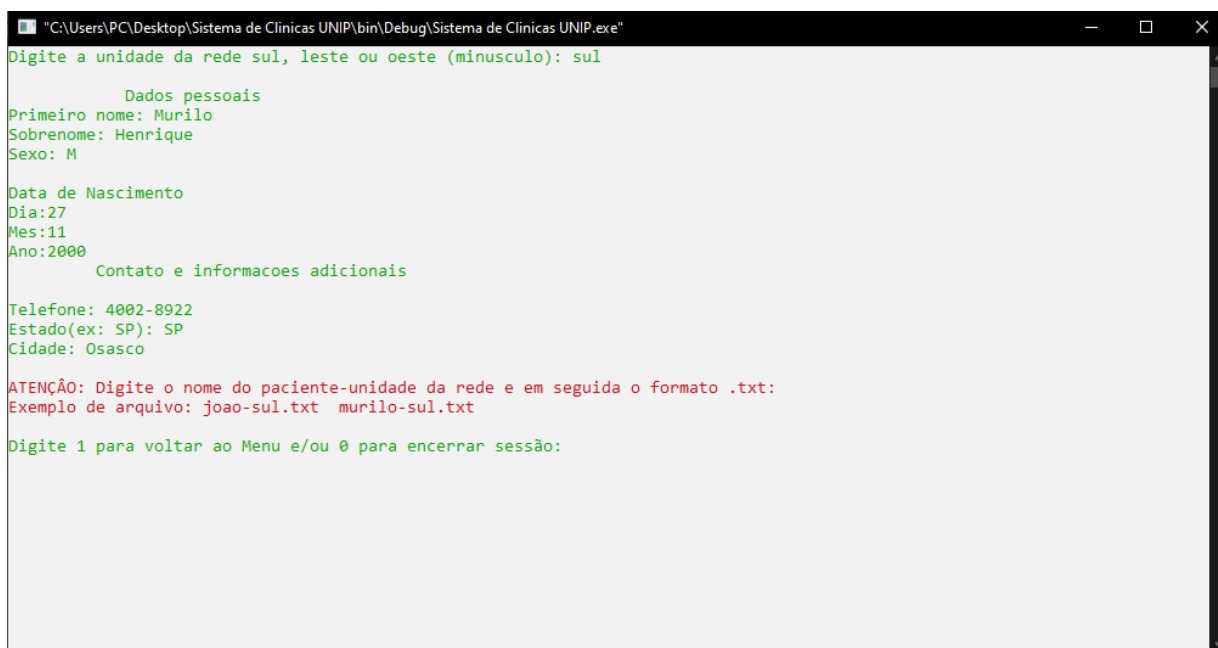 "C:\Users\PC\Desktop\Sistema de Clinicas UNIP\bin\Debug\Sistema de Clinicas UNIP.exe"
Digite a unidade da rede sul, leste ou oeste (minusculo): sul
Dados pessoais
Primeiro nome: Murilo
Sobrenome: Henrique
Sexo: M
Data de Nascimento
Dia:27
Mes:11
Ano:2000
Contato e informacoes adicionais
Telefone: 4002-8922
Estado(ex: SP): SP
Cidade: Osasco
ATENÇÂO: Digite o nome do paciente-unidade da rede e em seguida o formato .txt:
Exemplo de arquivo: joao-sul.txt  murilo-sul.txt
Digite 1 para voltar ao Menu e/ou 0 para encerrar sessão: